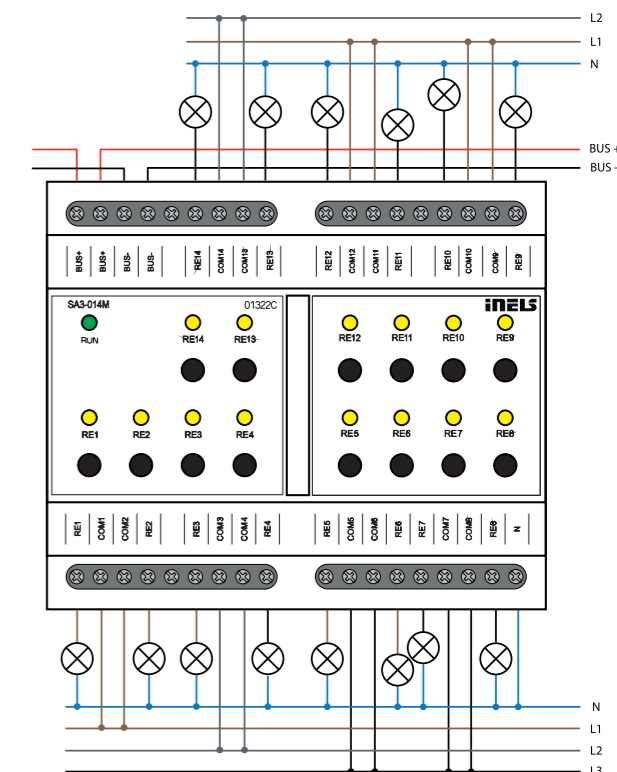 L2
L1
N
BUS +
BUS -
BUS+ BUS+ BUS- BUS- RE14 COM14 COM13 RE13 RE12 COM12 COM11 RE11 RE10 COM10 COM9 RE9
SA3-014M 01322C iNELS
RUN RE14 RE13 RE12 RE11 RE10 RE9
RE1 RE2 RE3 RE4 RE5 RE6 RE7 RE8
RE1 COM1 COM2 RE2 RE3 COM3 COM4 RE4 RE5 COM5 COM6 RE6 RE7 COM7 COM8 RE8 N
N
L1
L2
L3